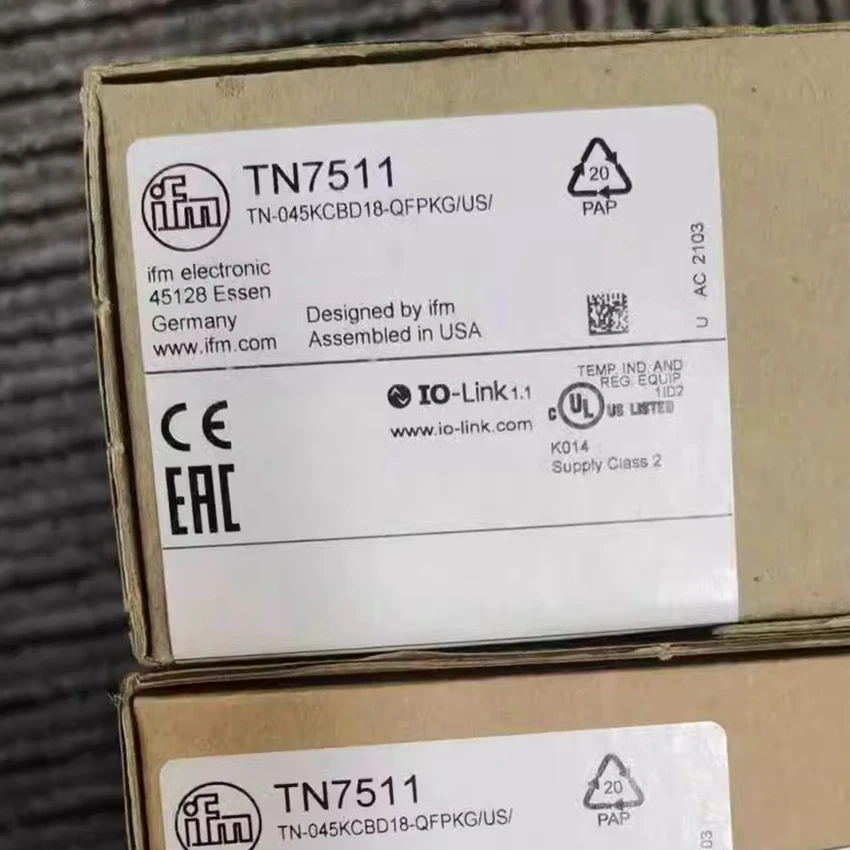 ifm
TN7511
TN-045KCBD18-QFPKG/US/
20
PAP
ifm electronic
45128 Essen
Germany
www.ifm.com
Designed by ifm
Assembled in USA
U AC 2103
CE
EAC
IO-Link 1.1
www.io-link.com
TEMP. IND. AND
REG. EQUIP.
1ID2
C UL US LISTED
K014
Supply Class 2
ifm
TN7511
TN-045KCBD18-QFPKG/US/
20
PAP
03